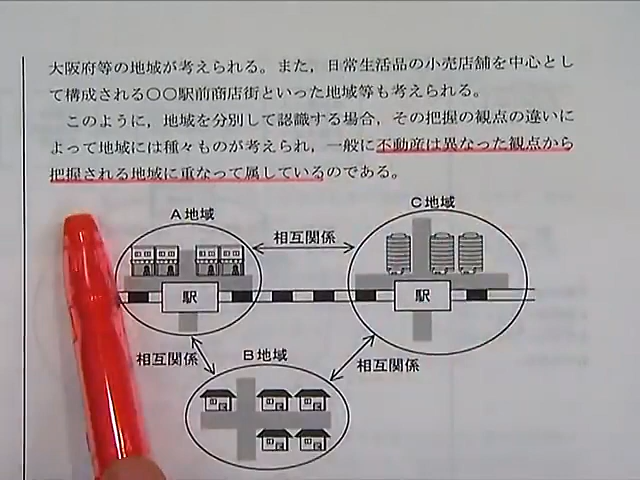 大阪府等の地域が考えられる。また，日常生活品の小売店舗を中心とし
て構成される〇〇駅前商店街といった地域等も考えられる。
このように，地域を分別して認識する場合，その把握の観点の違いに
よって地域には種々ものが考えられ，一般に不動産は異なった観点から
把握される地域に重なって属しているのである。
A地域
C地域
相互関係
駅
駅
相互関係
B地域
相互関係